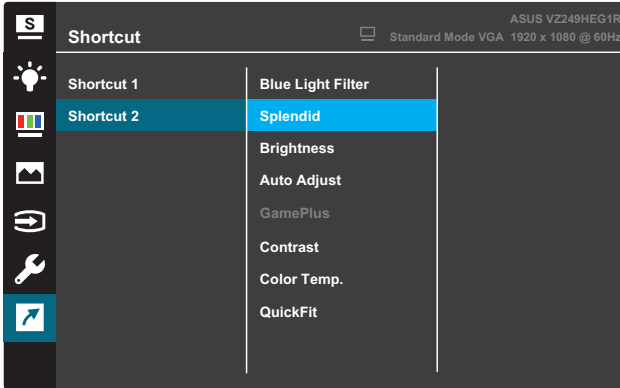 S
Shortcut
ASUS VZ249HEG1R
Standard Mode VGA 1920 x 1080 @ 60Hz
Shortcut 1
Shortcut 2
Blue Light Filter
Splendid
Brightness
Auto Adjust
GamePlus
Contrast
Color Temp.
QuickFit